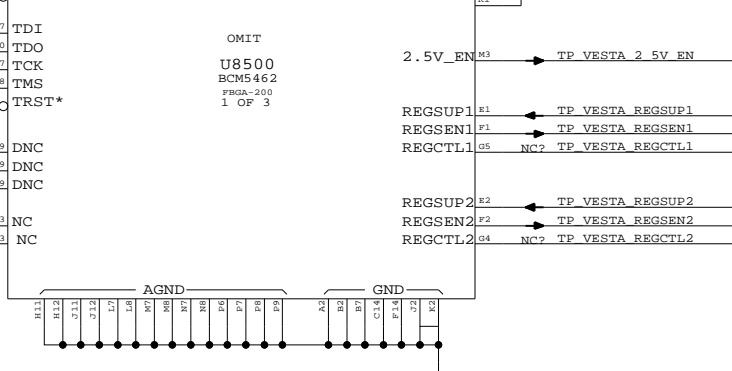 TDI
TDO
TCK
TMS
TRST*
DNC
DNC
DNC
NC
NC
OMIT
U8500
BCM5462
FBGA-200
1 OF 3
2.5V_EN M3 TP_VESTA_2_5V_EN
REGSUP1 E1 TP_VESTA_REGSUP1
REGSEN1 F1 TP_VESTA_REGSEN1
REGCTL1 G5 NC? TP_VESTA_REGCTL1
REGSUP2 E2 TP_VESTA_REGSUP2
REGSEN2 F2 TP_VESTA_REGSEN2
REGCTL2 G4 NC? TP_VESTA_REGCTL2
AGND GND
H11 H12 J11 J12 L7 L8 M7 M8 N7 N8 P6 P7 P8 P9 A2 B2 B7 C14 F14 J2 K2